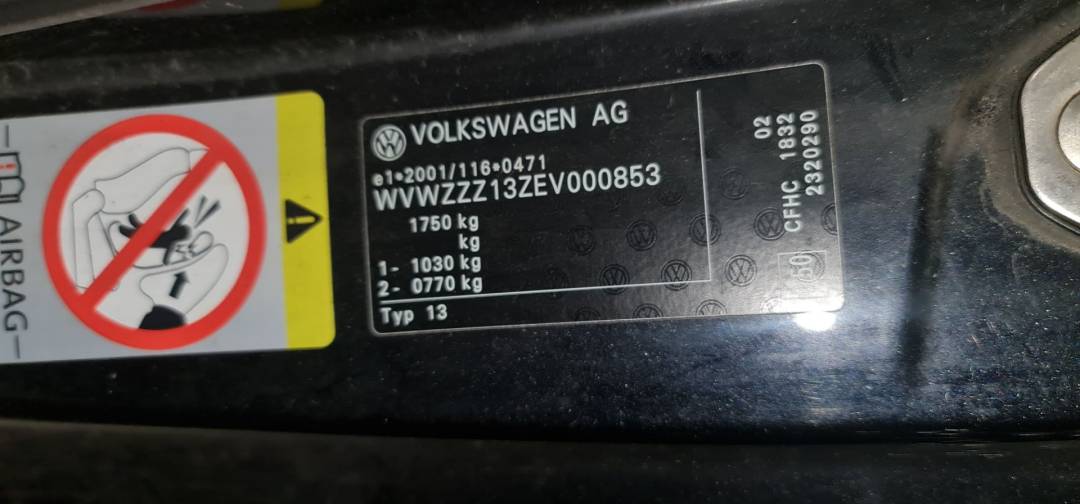 AIRBAG
VOLKSWAGEN AG
e1*2001/116*0471
WVWZZZ13ZEV000853
1750 kg
kg
1- 1030 kg
2- 0770 kg
Typ 13
02
CFHC 1832
2320290